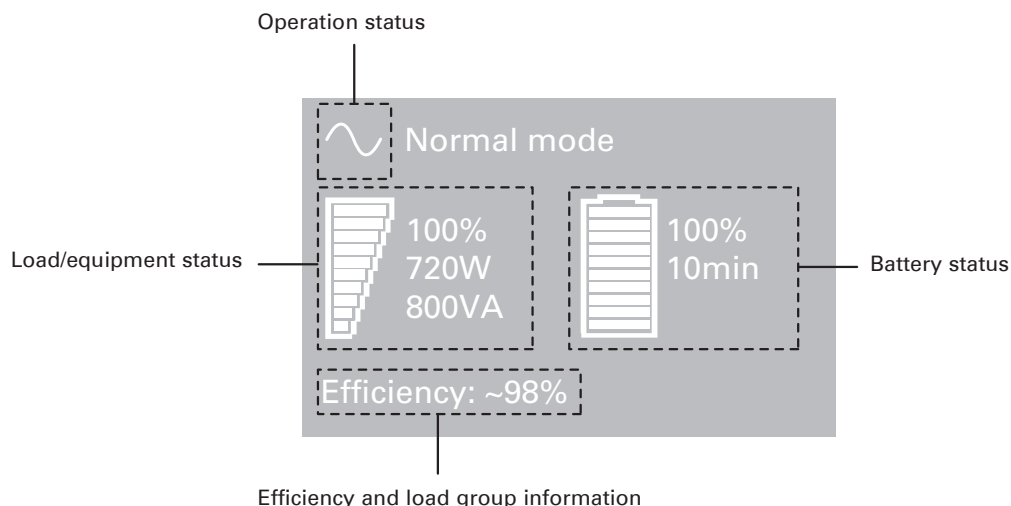 Operation status
Normal mode
Load/equipment status
100%
720W
800VA
100%
10min
Battery status
Efficiency: ~98%
Efficiency and load group information